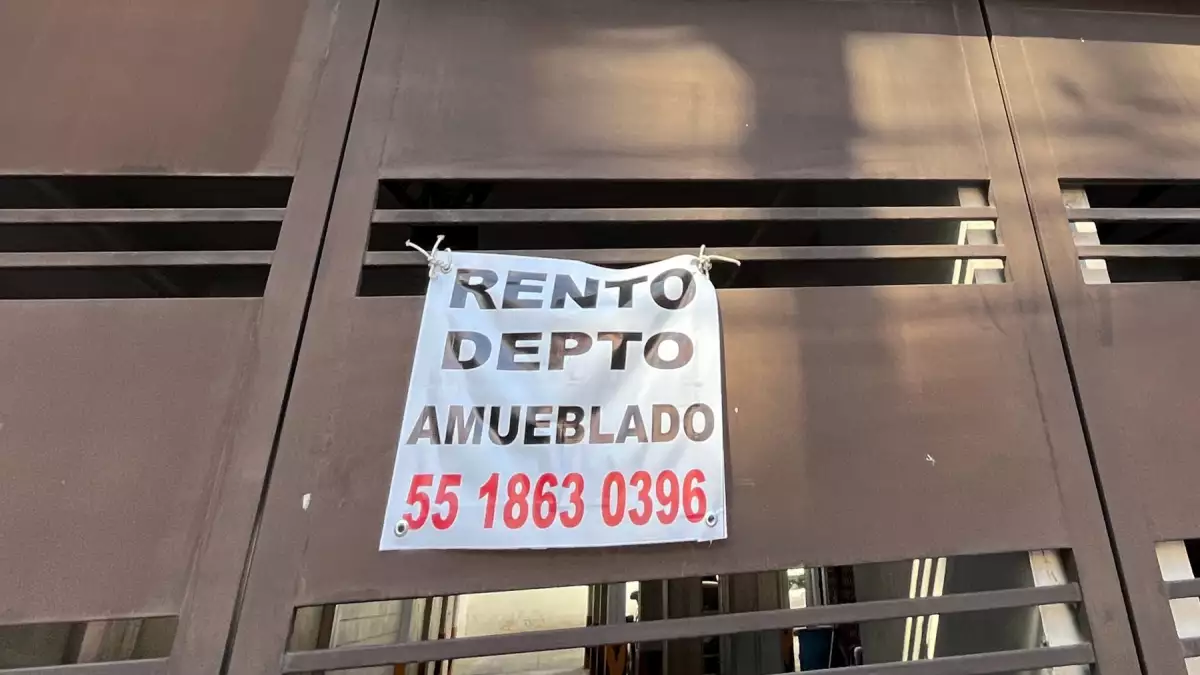 RENTO
DEPTO
AMUEBLADO
55 1863 0396